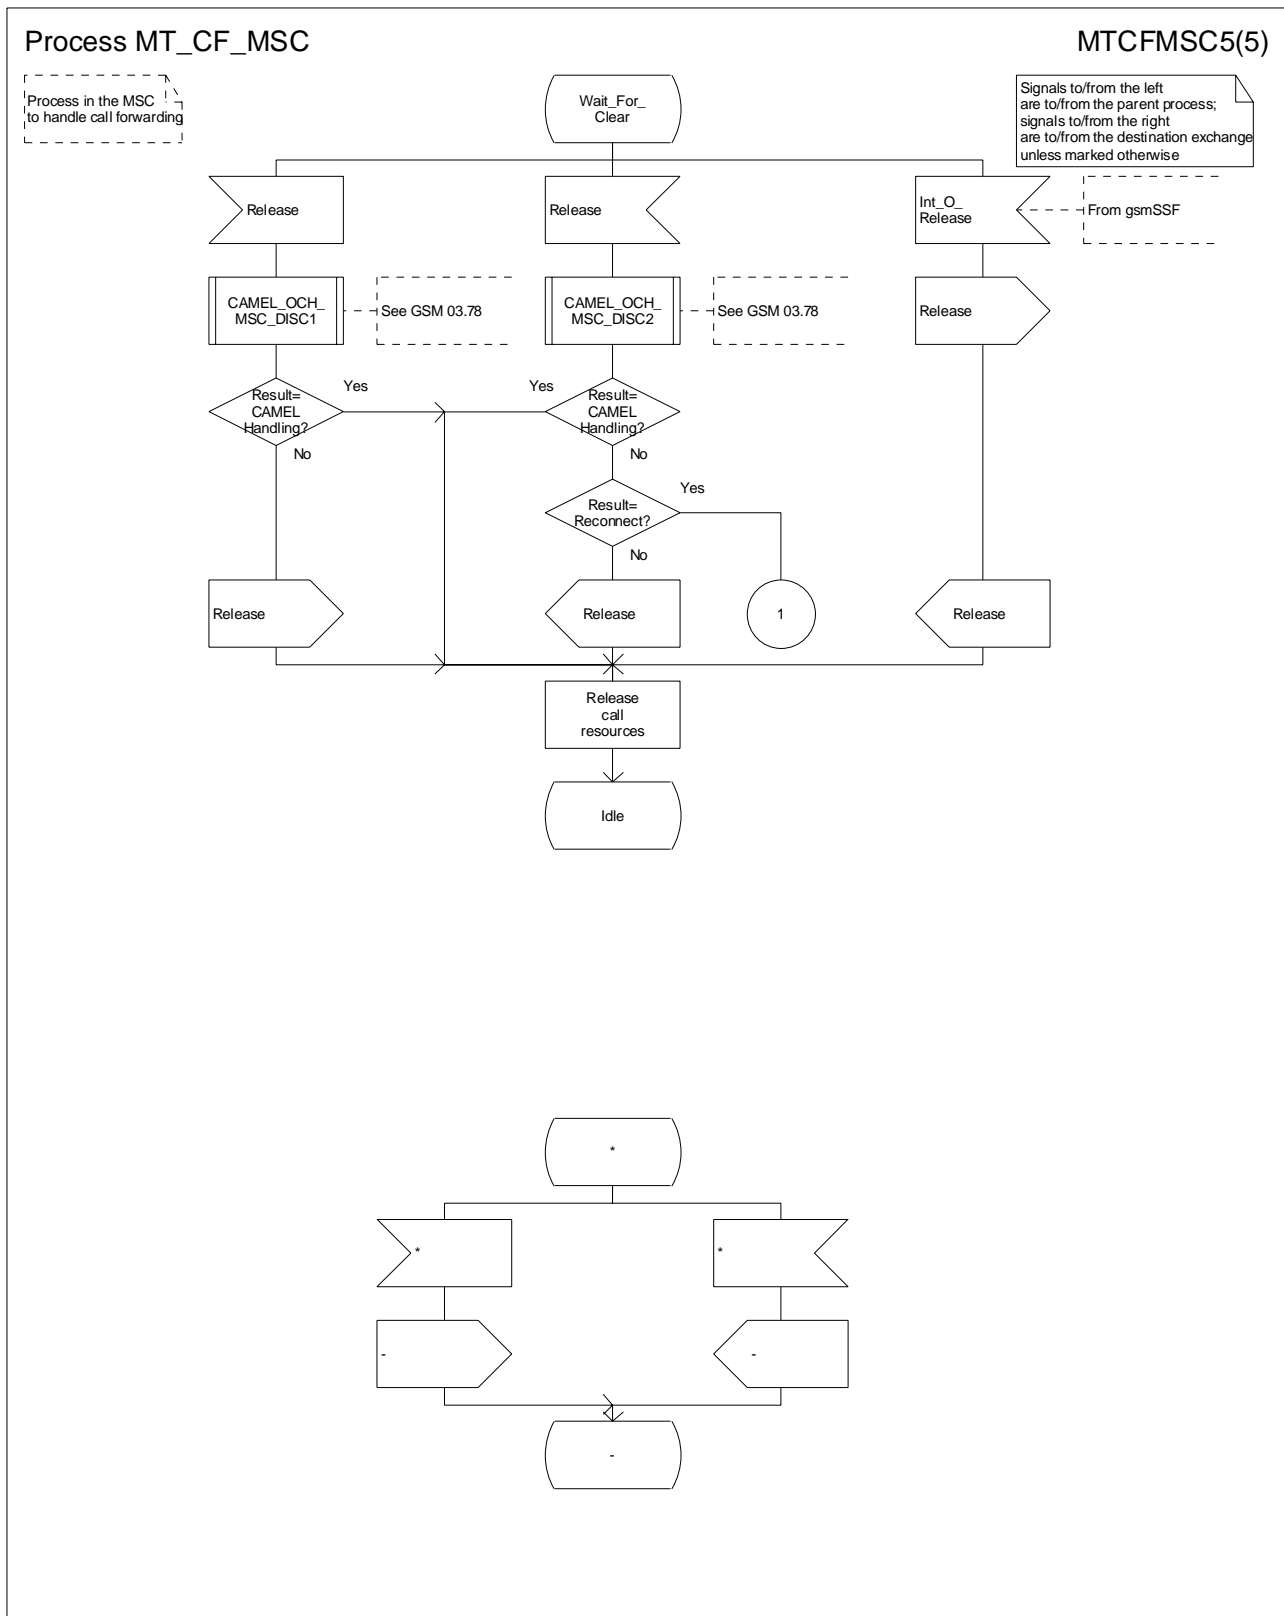 Process MT_CF_MSC
MTCFMSC5(5)
Process in the MSC
to handle call forwarding
Wait_For_
Clear
Signals to/from the left
are to/from the parent process;
signals to/from the right
are to/from the destination exchange
unless marked otherwise
Release
Release
Int_O_
Release
From gsmSSF
CAMEL_OCH_
MSC_DISC1
See GSM 03.78
CAMEL_OCH_
MSC_DISC2
See GSM 03.78
Release
Result=
CAMEL
Handling?
Yes
No
Yes
Result=
CAMEL
Handling?
No
Result=
Reconnect?
Yes
No
Release
Release
1
Release
Release
call
resources
Idle
*
*
*
-
-
-